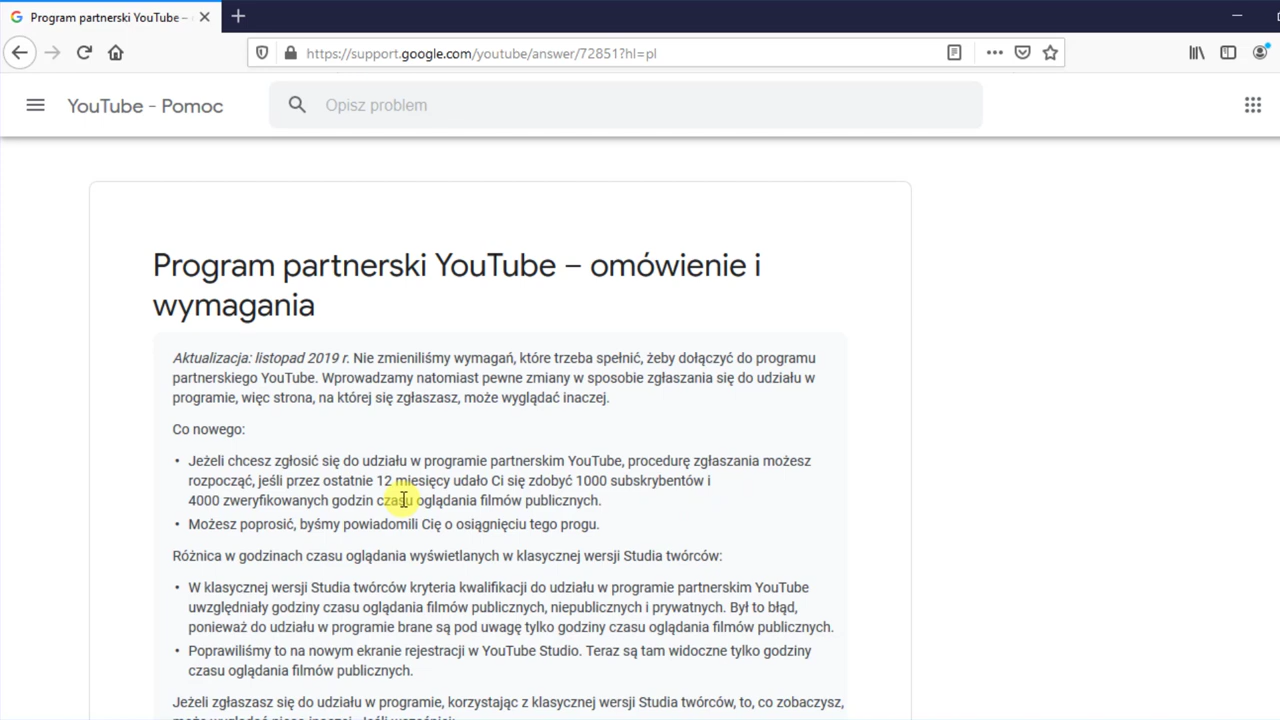 Program partnerski YouTube –
https://support.google.com/youtube/answer/72851?hl=pl
YouTube - Pomoc
Opisz problem
Program partnerski YouTube – omówienie i
wymagania
Aktualizacja: listopad 2019 r. Nie zmieniliśmy wymagań, które trzeba spełnić, żeby dołączyć do programu
partnerskiego YouTube. Wprowadzamy natomiast pewne zmiany w sposobie zgłaszania się do udziału w
programie, więc strona, na której się zgłaszasz, może wyglądać inaczej.
Co nowego:
• Jeżeli chcesz zgłosić się do udziału w programie partnerskim YouTube, procedurę zgłaszania możesz
rozpocząć, jeśli przez ostatnie 12 miesięcy udało Ci się zdobyć 1000 subskrybentów i
4000 zweryfikowanych godzin czasu oglądania filmów publicznych.
• Możesz poprosić, byśmy powiadomili Cię o osiągnięciu tego progu.
Różnica w godzinach czasu oglądania wyświetlanych w klasycznej wersji Studia twórców:
• W klasycznej wersji Studia twórców kryteria kwalifikacji do udziału w programie partnerskim YouTube
uwzględniały godziny czasu oglądania filmów publicznych, niepublicznych i prywatnych. Był to błąd,
ponieważ do udziału w programie brane są pod uwagę tylko godziny czasu oglądania filmów publicznych.
• Poprawiliśmy to na nowym ekranie rejestracji w YouTube Studio. Teraz są tam widoczne tylko godziny
czasu oglądania filmów publicznych.
Jeżeli zgłaszasz się do udziału w programie, korzystając z klasycznej wersji Studia twórców, to, co zobaczysz,